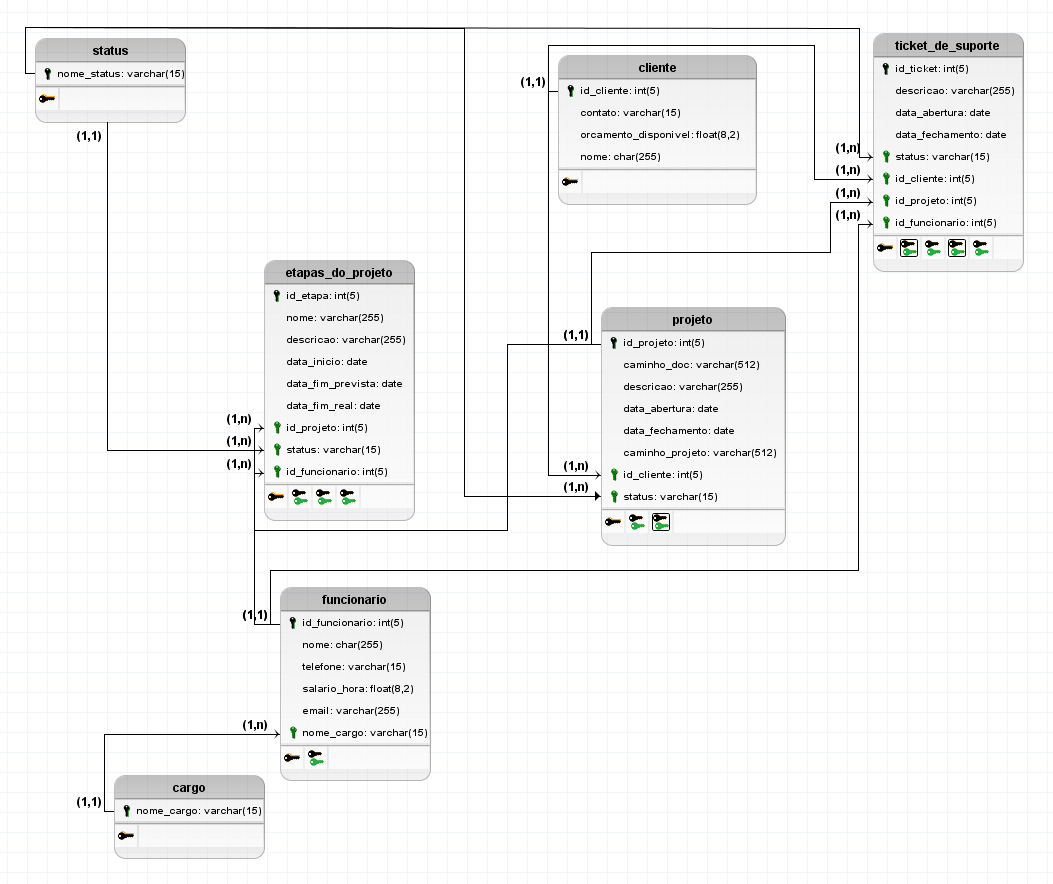 status
nome_status: varchar(15)
(1,1)
cliente
(1,1)
id_cliente: int(5)
contato: varchar(15)
orcamento_disponivel: float(8,2)
nome: char(255)
ticket_de_suporte
id_ticket: int(5)
descricao: varchar(255)
data_abertura: date
data_fechamento: date
(1,n)
status: varchar(15)
(1,n)
id_cliente: int(5)
(1,n)
id_projeto: int(5)
(1,n)
id_funcionario: int(5)
etapas_do_projeto
id_etapa: int(5)
nome: varchar(255)
descricao: varchar(255)
data_inicio: date
data_fim_prevista: date
data_fim_real: date
(1,n)
id_projeto: int(5)
(1,n)
status: varchar(15)
(1,n)
id_funcionario: int(5)
projeto
(1,1)
id_projeto: int(5)
caminho_doc: varchar(512)
descricao: varchar(255)
data_abertura: date
data_fechamento: date
caminho_projeto: varchar(512)
(1,n)
id_cliente: int(5)
(1,n)
status: varchar(15)
funcionario
(1,1)
id_funcionario: int(5)
nome: char(255)
telefone: varchar(15)
salario_hora: float(8,2)
email: varchar(255)
(1,n)
nome_cargo: varchar(15)
cargo
(1,1)
nome_cargo: varchar(15)